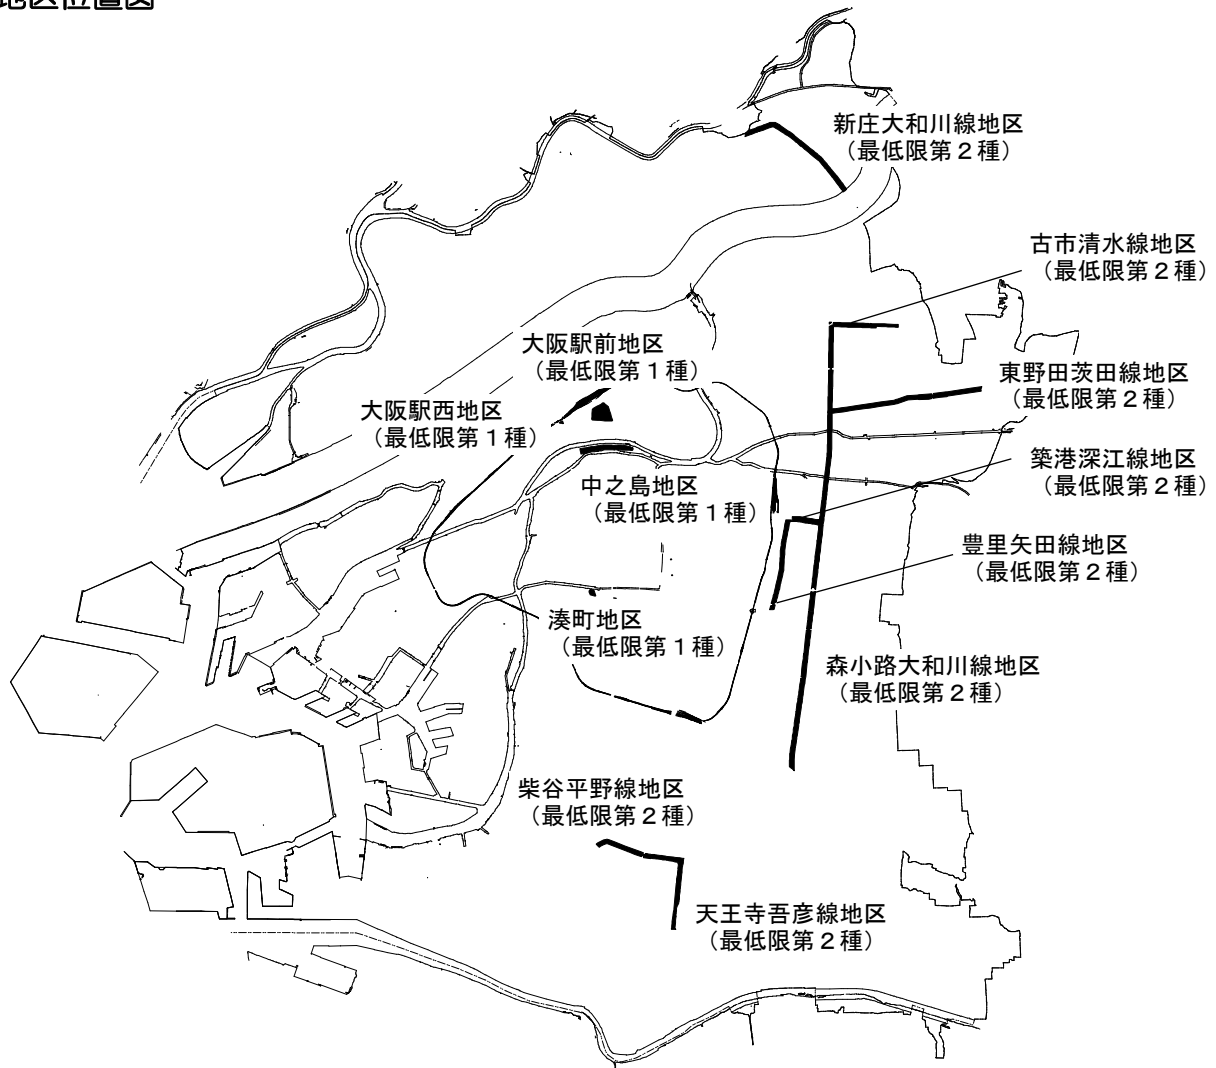 地区位置図
新庄大和川線地区
（最低限第２種）
古市清水線地区
（最低限第２種）
大阪駅前地区
（最低限第１種）
東野田茨田線地区
（最低限第２種）
大阪駅西地区
（最低限第１種）
築港深江線地区
（最低限第２種）
中之島地区
（最低限第１種）
豊里矢田線地区
（最低限第２種）
湊町地区
（最低限第１種）
森小路大和川線地区
（最低限第２種）
柴谷平野線地区
（最低限第２種）
天王寺吾彦線地区
（最低限第２種）